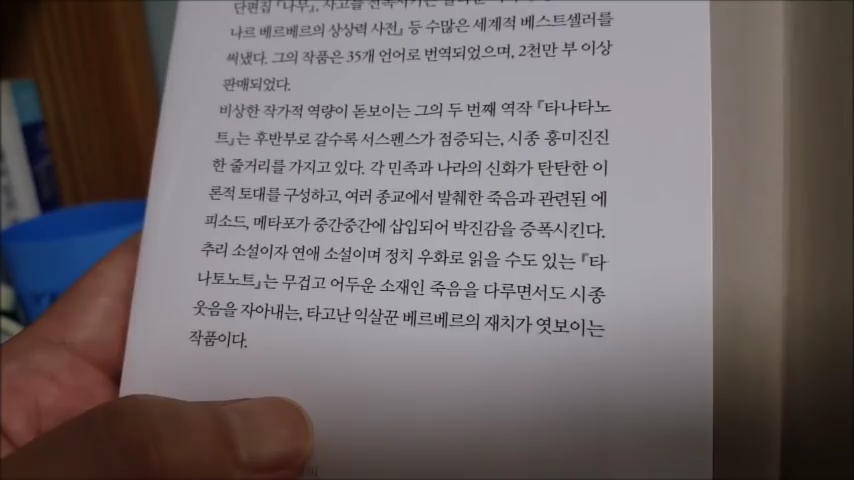 단편집 『나무』, 사고를
나르 베르베르의 상상력 사전』 등 수많은 세계적 베스트셀러를
써냈다. 그의 작품은 35개 언어로 번역되었으며, 2천만 부 이상
판매되었다.
비상한 작가적 역량이 돋보이는 그의 두 번째 역작 『타나타노
트』는 후반부로 갈수록 서스펜스가 점증되는, 시종 흥미진진
한 줄거리를 가지고 있다. 각 민족과 나라의 신화가 탄탄한 이
론적 토대를 구성하고, 여러 종교에서 발췌한 죽음과 관련된 에
피소드, 메타포가 중간중간에 삽입되어 박진감을 증폭시킨다.
추리 소설이자 연애 소설이며 정치 우화로 읽을 수도 있는 『타
나토노트』는 무겁고 어두운 소재인 죽음을 다루면서도 시종
웃음을 자아내는, 타고난 익살꾼 베르베르의 재치가 엿보이는
작품이다.